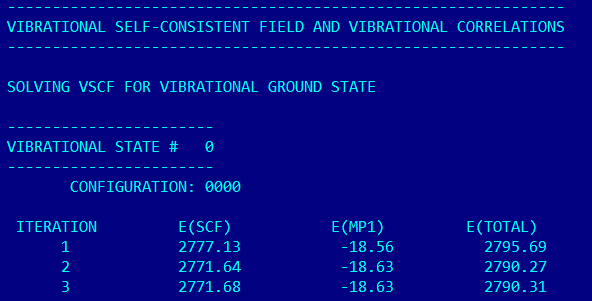 ---------------------------------------------------------------
VIBRATIONAL SELF-CONSISTENT FIELD AND VIBRATIONAL CORRELATIONS
---------------------------------------------------------------
SOLVING VSCF FOR VIBRATIONAL GROUND STATE
-----------------------
VIBRATIONAL STATE #   0
-----------------------
CONFIGURATION: 0000
ITERATION E(SCF) E(MP1) E(TOTAL)
1 2777.13 -18.56 2795.69
2 2771.64 -18.63 2790.27
3 2771.68 -18.63 2790.31